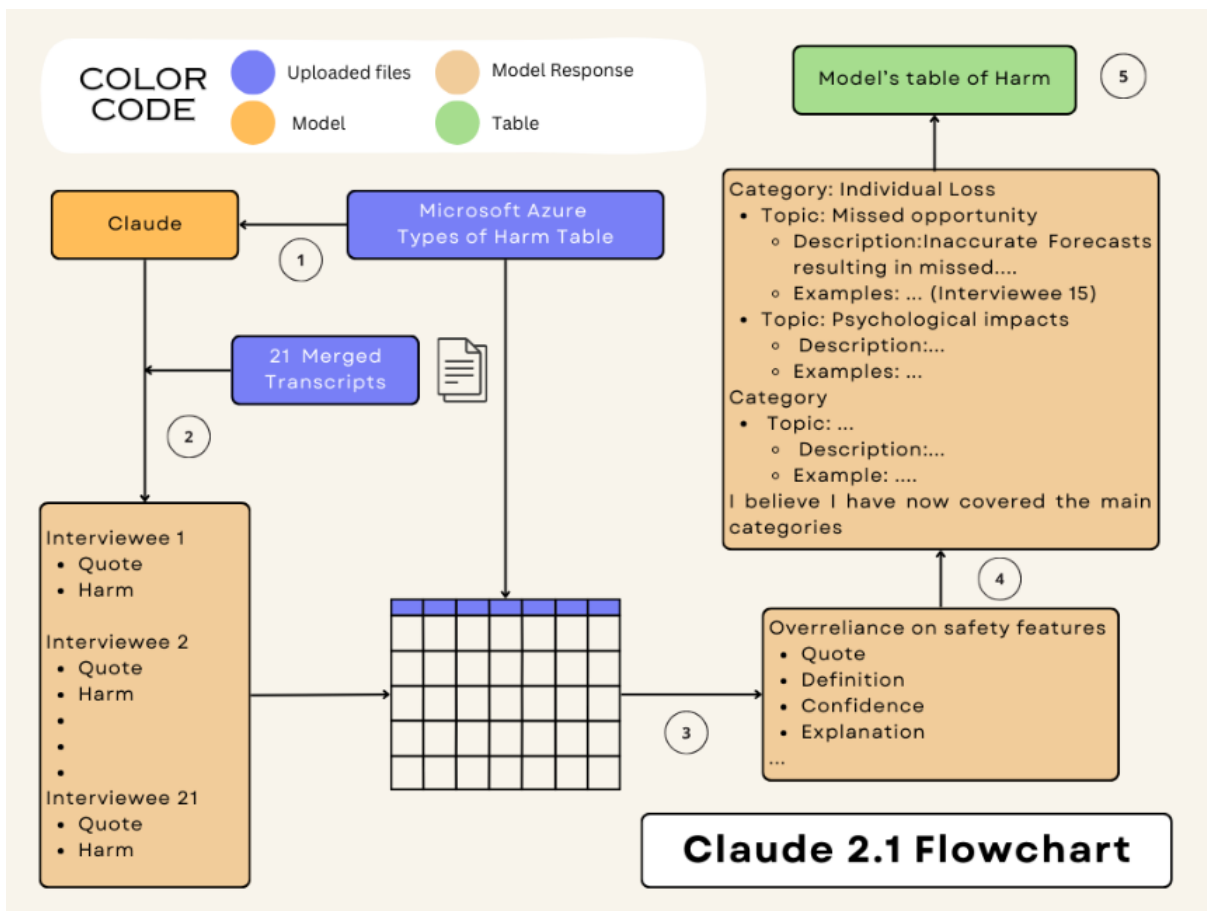 COLOR
CODE
Uploaded files
Model Response
Model
Table
Model's table of Harm
5
Claude
Microsoft Azure
Types of Harm Table
1
21 Merged
Transcripts
2
Interviewee 1
• Quote
• Harm
Interviewee 2
• Quote
• Harm
•
•
•
Interviewee 21
• Quote
• Harm
3
Overreliance on safety features
• Quote
• Definition
• Confidence
• Explanation
...
4
Category: Individual Loss
• Topic: Missed opportunity
◦ Description:Inaccurate Forecasts
resulting in missed....
◦ Examples: ... (Interviewee 15)
• Topic: Psychological impacts
◦ Description:...
◦ Examples: ...
Category
• Topic: ...
◦ Description:...
◦ Example: ....
I believe I have now covered the main
categories
Claude 2.1 Flowchart